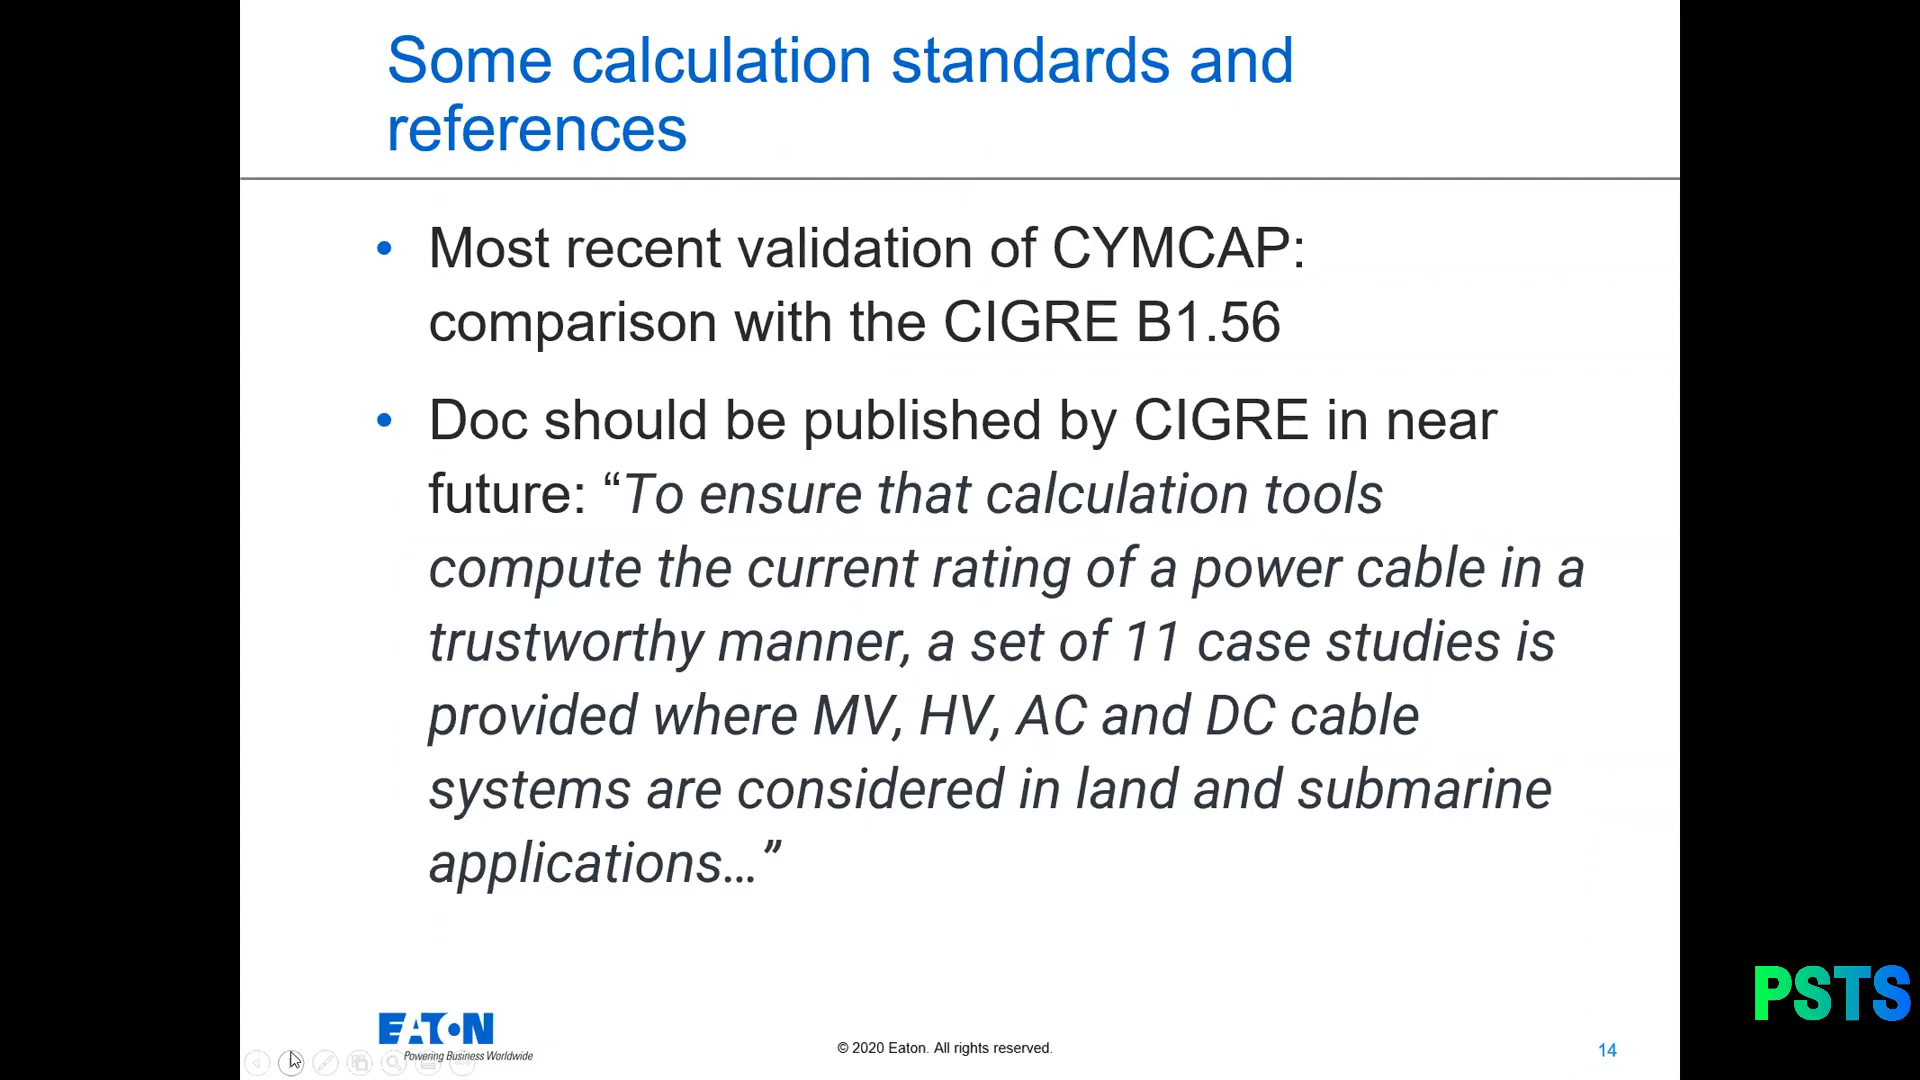 Some calculation standards and
references
• Most recent validation of CYMCAP:
comparison with the CIGRE B1.56
• Doc should be published by CIGRE in near
future: “To ensure that calculation tools
compute the current rating of a power cable in a
trustworthy manner, a set of 11 case studies is
provided where MV, HV, AC and DC cable
systems are considered in land and submarine
applications…”
PSTS
EATON
Powering Business Worldwide
© 2020 Eaton. All rights reserved.
14